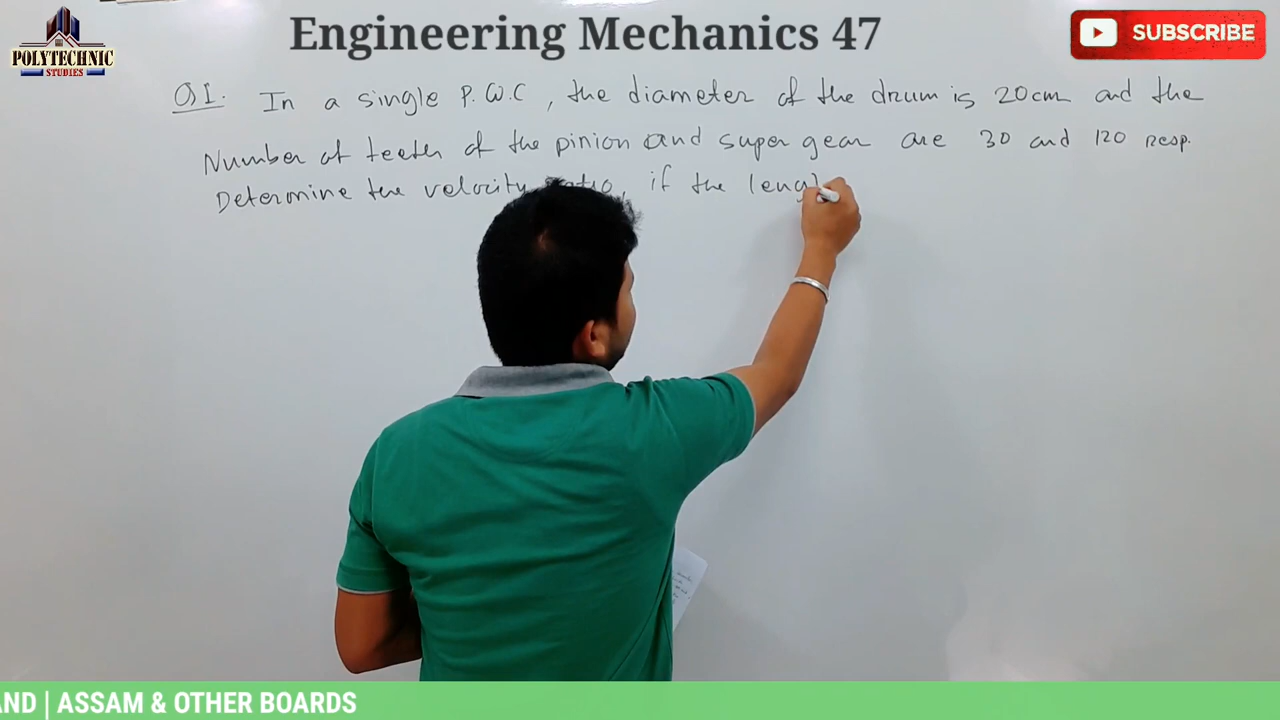 Engineering Mechanics 47
POLYTECHNIC
STUDIES
SUBSCRIBE
Q1. In a single P.W.C, the diameter of the drum is 20cm and the
Number of teeth of the pinion and super gear are 30 and 120 resp.
Determine the velocity ratio, if the leng
AND | ASSAM & OTHER BOARDS